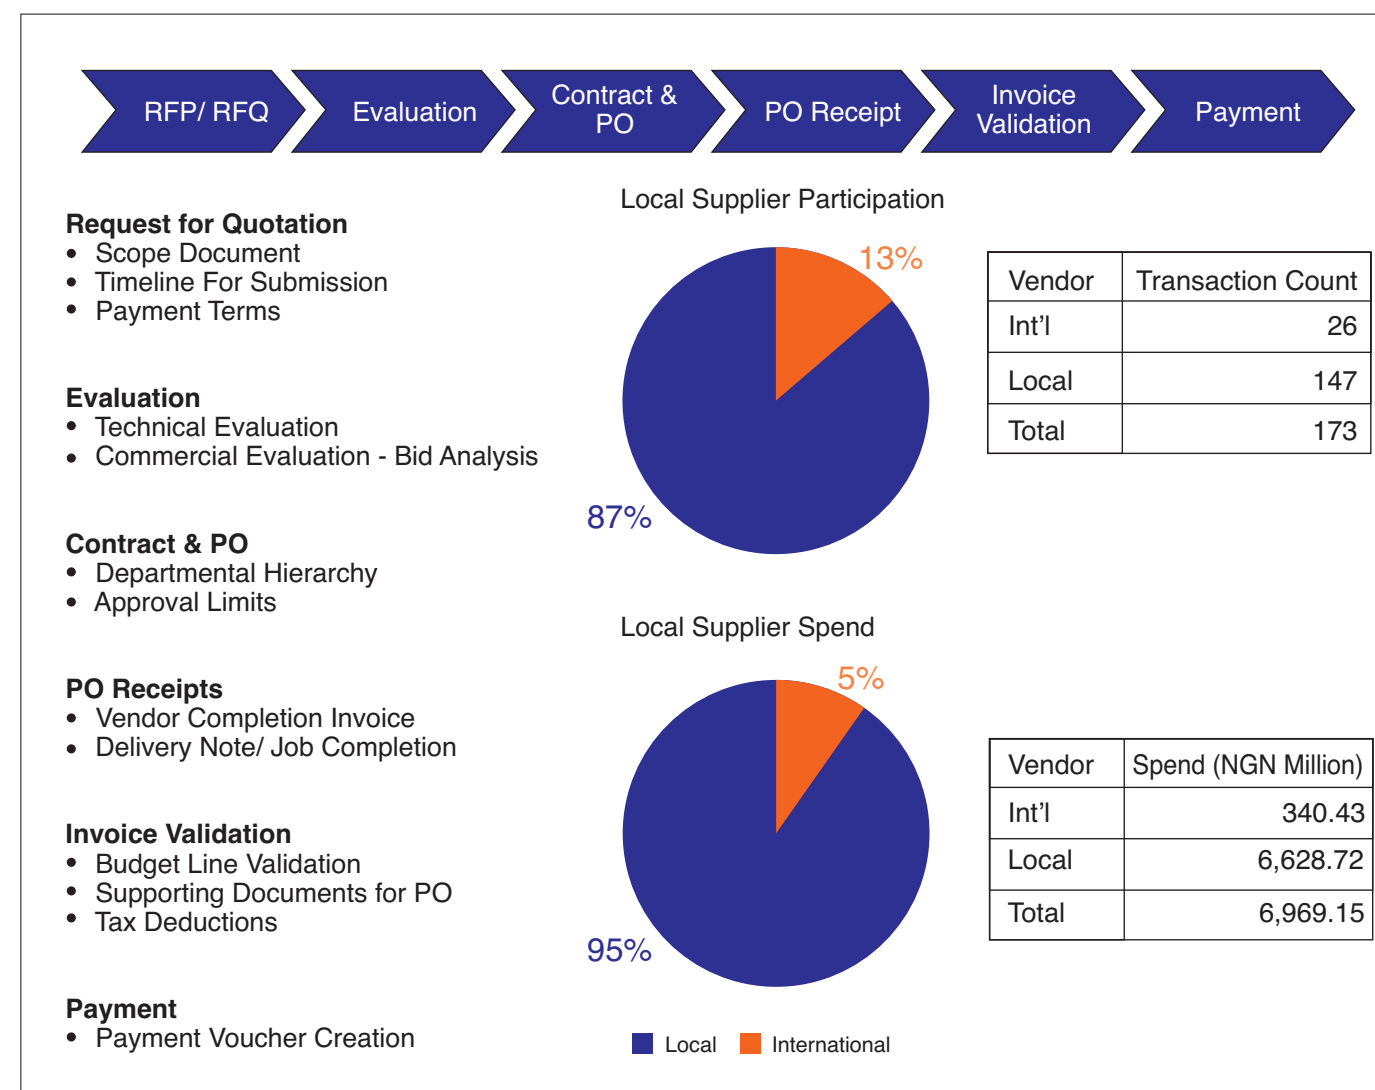 RFP/ RFQ
Evaluation
Contract &
PO
PO Receipt
Invoice
Validation
Payment
Request for Quotation
• Scope Document
• Timeline For Submission
• Payment Terms
Evaluation
• Technical Evaluation
• Commercial Evaluation - Bid Analysis
Contract & PO
• Departmental Hierarchy
• Approval Limits
PO Receipts
• Vendor Completion Invoice
• Delivery Note/ Job Completion
Invoice Validation
• Budget Line Validation
• Supporting Documents for PO
• Tax Deductions
Payment
• Payment Voucher Creation
Local Supplier Participation
13%
87%
Vendor Transaction Count
Int’l 26
Local 147
Total 173
Local Supplier Spend
5%
95%
Local International
Vendor Spend (NGN Million)
Int’l 340.43
Local 6,628.72
Total 6,969.15